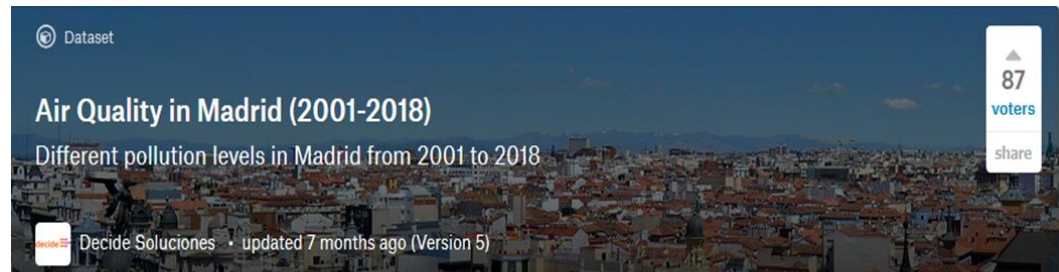 Dataset
87
voters
share
Air Quality in Madrid (2001-2018)
Different pollution levels in Madrid from 2001 to 2018
decide
Decide Soluciones • updated 7 months ago (Version 5)